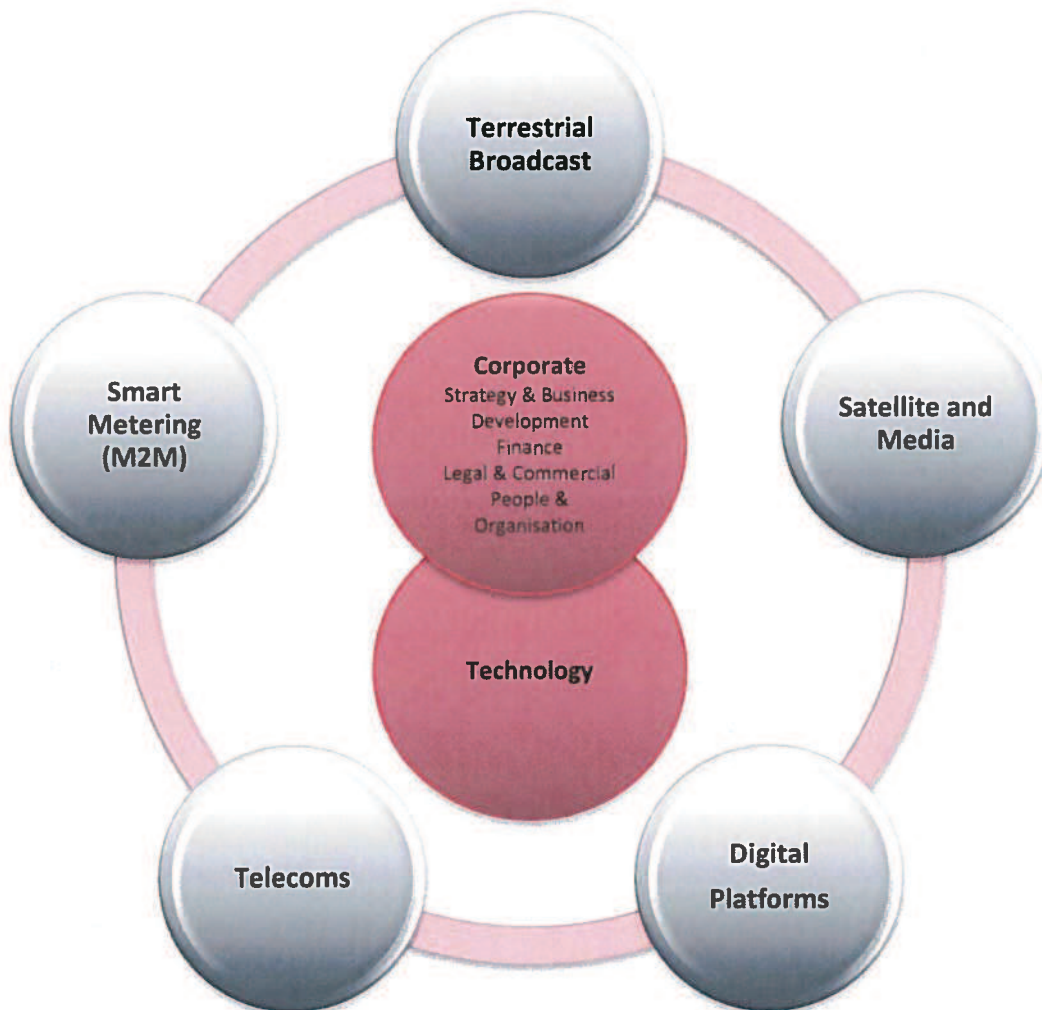 Terrestrial
Broadcast
Smart
Metering
(M2M)
Corporate
Strategy & Business
Development
Finance
Legal & Commercial
People &
Organisation
Satellite and
Media
Technology
Telecoms
Digital
Platforms